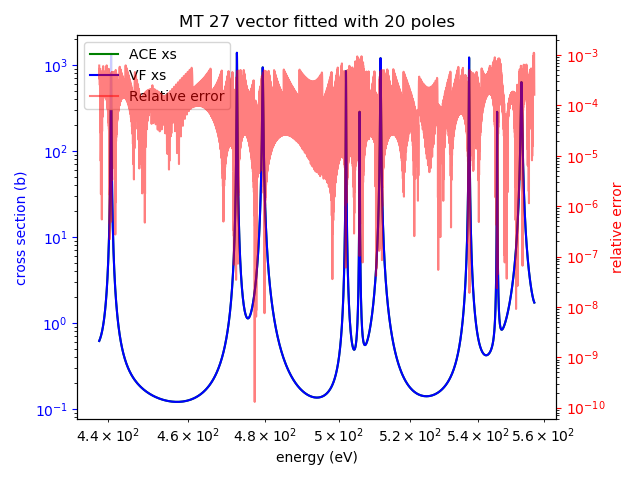 MT 27 vector fitted with 20 poles
ACE xs
VF xs
Relative error
cross section (b)
10³
10²
10¹
10⁰
10⁻¹
10⁻³
10⁻⁴
10⁻⁵
10⁻⁶
10⁻⁷
10⁻⁸
10⁻⁹
10⁻¹⁰
relative error
4.4 × 10² 4.6 × 10² 4.8 × 10² 5 × 10² 5.2 × 10² 5.4 × 10² 5.6 × 10²
energy (eV)